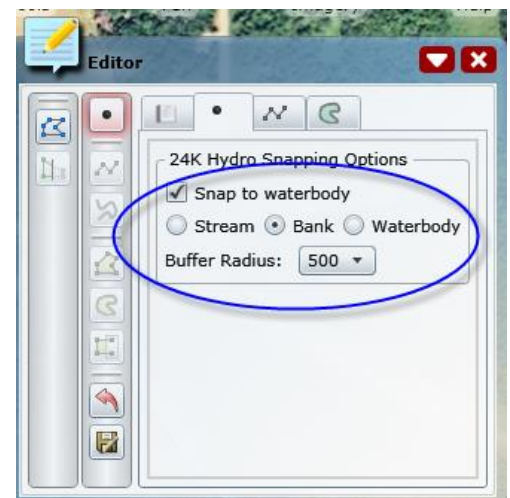 Editor
24K Hydro Snapping Options
Snap to waterbody
Stream Bank Waterbody
Buffer Radius: 500